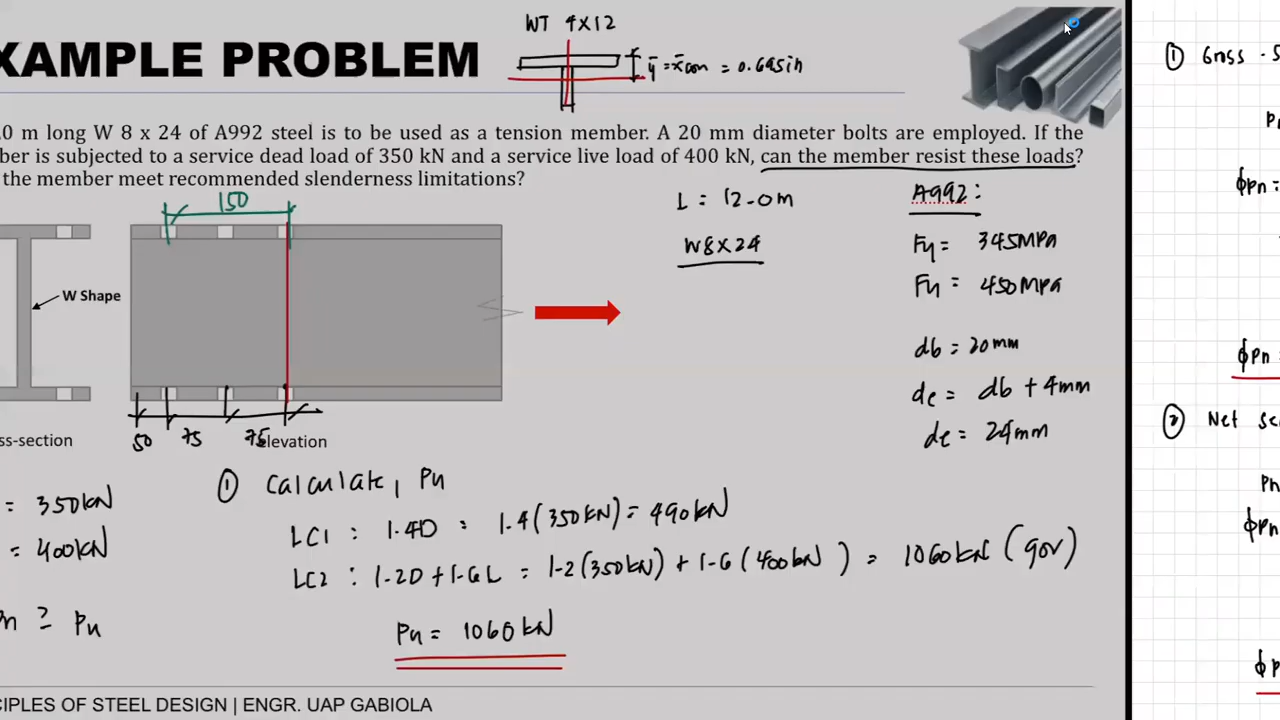 WT 4X12
XAMPLE PROBLEM
ȳ = x̄con = 0.695in
.0 m long W 8 x 24 of A992 steel is to be used as a tension member. A 20 mm diameter bolts are employed. If the
ber is subjected to a service dead load of 350 kN and a service live load of 400 kN, can the member resist these loads?
the member meet recommended slenderness limitations?
150
L = 12.0m
A992:
W8X24
Fy = 345MPa
Fu = 450MPa
W Shape
db = 20mm
de = db + 4mm
de = 24mm
50 75 75
ss-section
elevation
① Calculate, Pu
= 350kN
= 400kN
LC1 : 1.4D = 1.4(350kN) = 490kN
LC2 : 1.2D + 1.6L = 1.2(350kN) + 1.6(400kN) = 1060kN (gov)
n ≥ Pu
Pu = 1060kN
CIPLES OF STEEL DESIGN | ENGR. UAP GABIOLA
① Gross - S
Pn
ϕPn =
ϕPn =
② Net Sec
Pn
ϕPn
ϕP